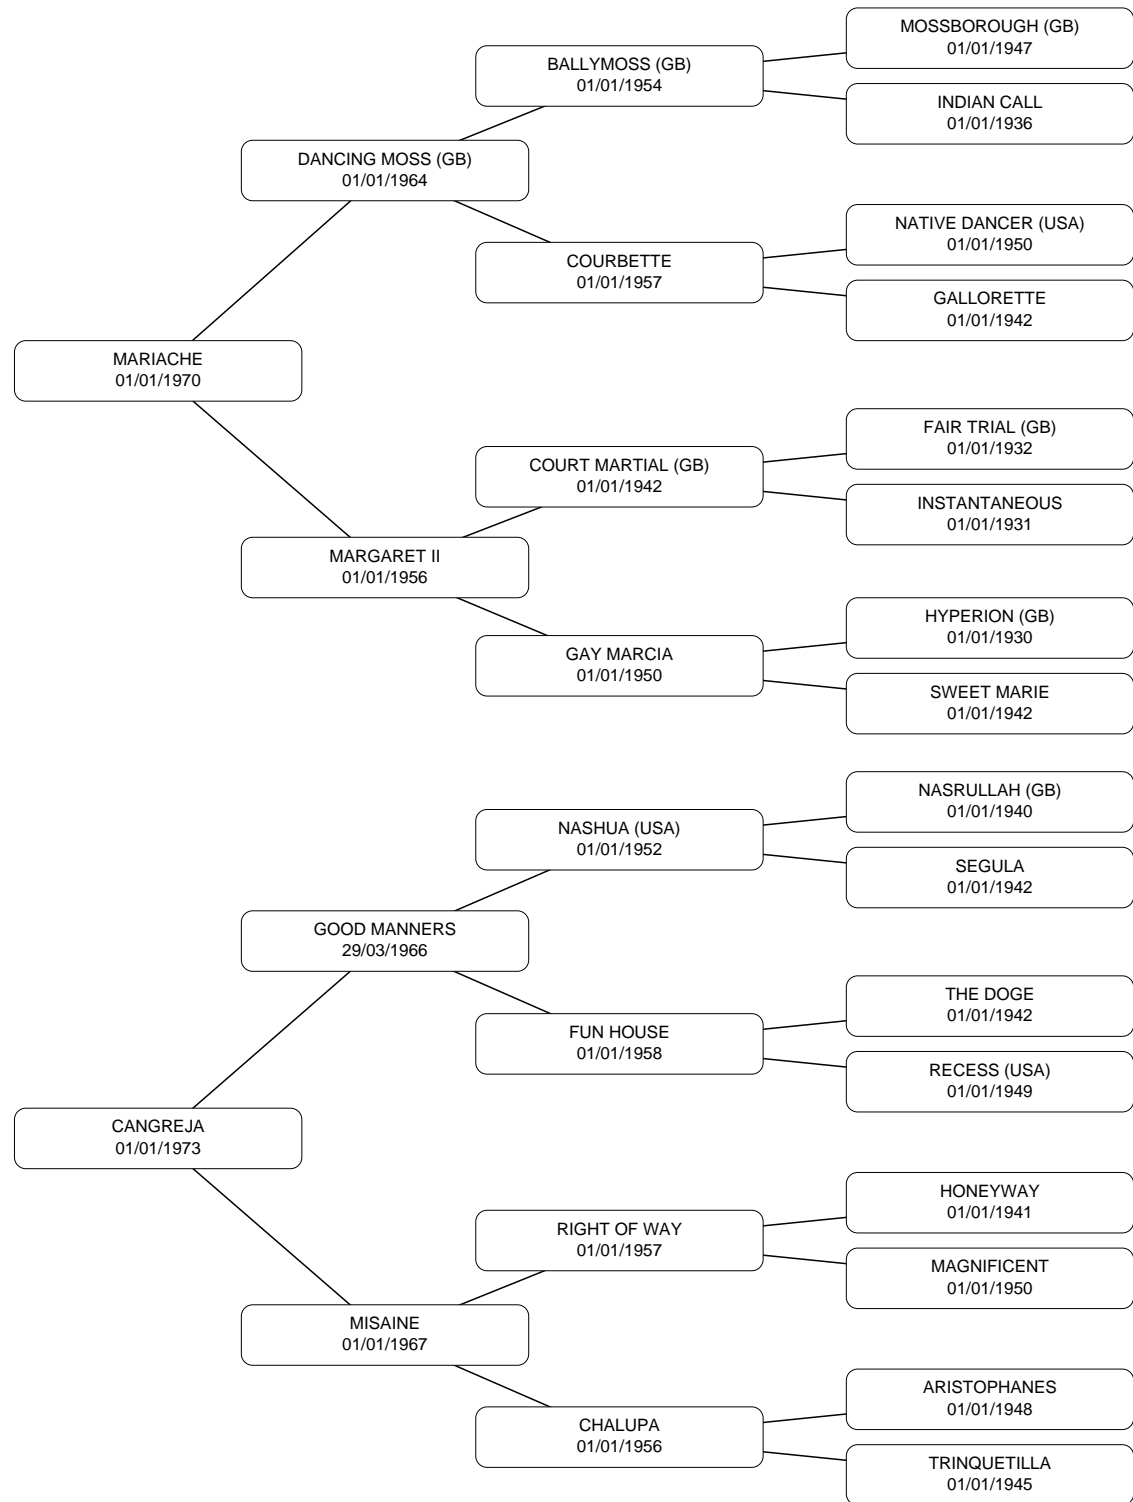 MOSSBOROUGH (GB)
01/01/1947
BALLYMOSS (GB)
01/01/1954
INDIAN CALL
01/01/1936
DANCING MOSS (GB)
01/01/1964
NATIVE DANCER (USA)
01/01/1950
COURBETTE
01/01/1957
GALLORETTE
01/01/1942
MARIACHE
01/01/1970
FAIR TRIAL (GB)
01/01/1932
COURT MARTIAL (GB)
01/01/1942
INSTANTANEOUS
01/01/1931
MARGARET II
01/01/1956
HYPERION (GB)
01/01/1930
GAY MARCIA
01/01/1950
SWEET MARIE
01/01/1942
NASRULLAH (GB)
01/01/1940
NASHUA (USA)
01/01/1952
SEGULA
01/01/1942
GOOD MANNERS
29/03/1966
THE DOGE
01/01/1942
FUN HOUSE
01/01/1958
RECESS (USA)
01/01/1949
CANGREJA
01/01/1973
HONEYWAY
01/01/1941
RIGHT OF WAY
01/01/1957
MAGNIFICENT
01/01/1950
MISAINE
01/01/1967
ARISTOPHANES
01/01/1948
CHALUPA
01/01/1956
TRINQUETILLA
01/01/1945